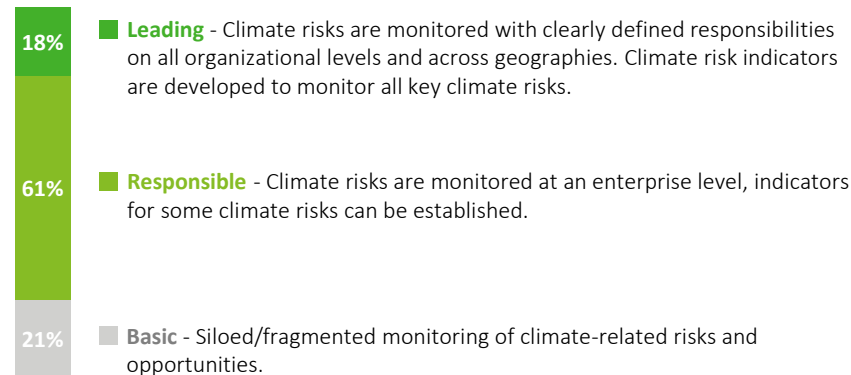 18%
Leading - Climate risks are monitored with clearly defined responsibilities
on all organizational levels and across geographies. Climate risk indicators
are developed to monitor all key climate risks.
61%
Responsible - Climate risks are monitored at an enterprise level, indicators
for some climate risks can be established.
21%
Basic - Siloed/fragmented monitoring of climate-related risks and
opportunities.